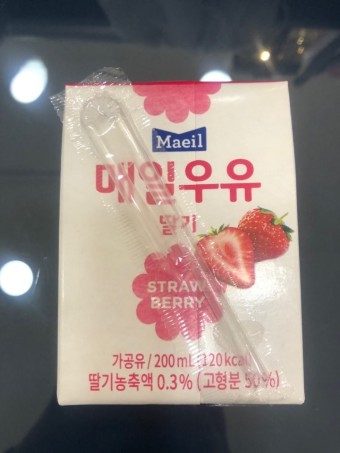 Maeil
매일우유
딸기
STRAW
BERRY
가공유/200 mL(120 kcal)
딸기농축액 0.3% (고형분 50%)